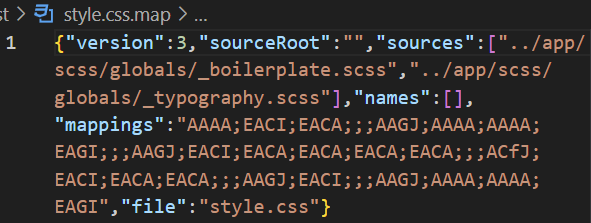 st > style.css.map > ...
1 {"version":3,"sourceRoot":"","sources":["../app/
scss/globals/_boilerplate.scss","../app/scss/
globals/_typography.scss"],"names":[],
"mappings":"AAAA;EACI;EACA;;;AAGJ;AAAA;AAAA;
EAGI;;;AAGJ;EACI;EACA;EACA;EACA;EACA;;;ACfJ;
EACI;EACA;EACA;;;AAGJ;EACI;;;AAGJ;AAAA;AAAA;
EAGI","file":"style.css"}